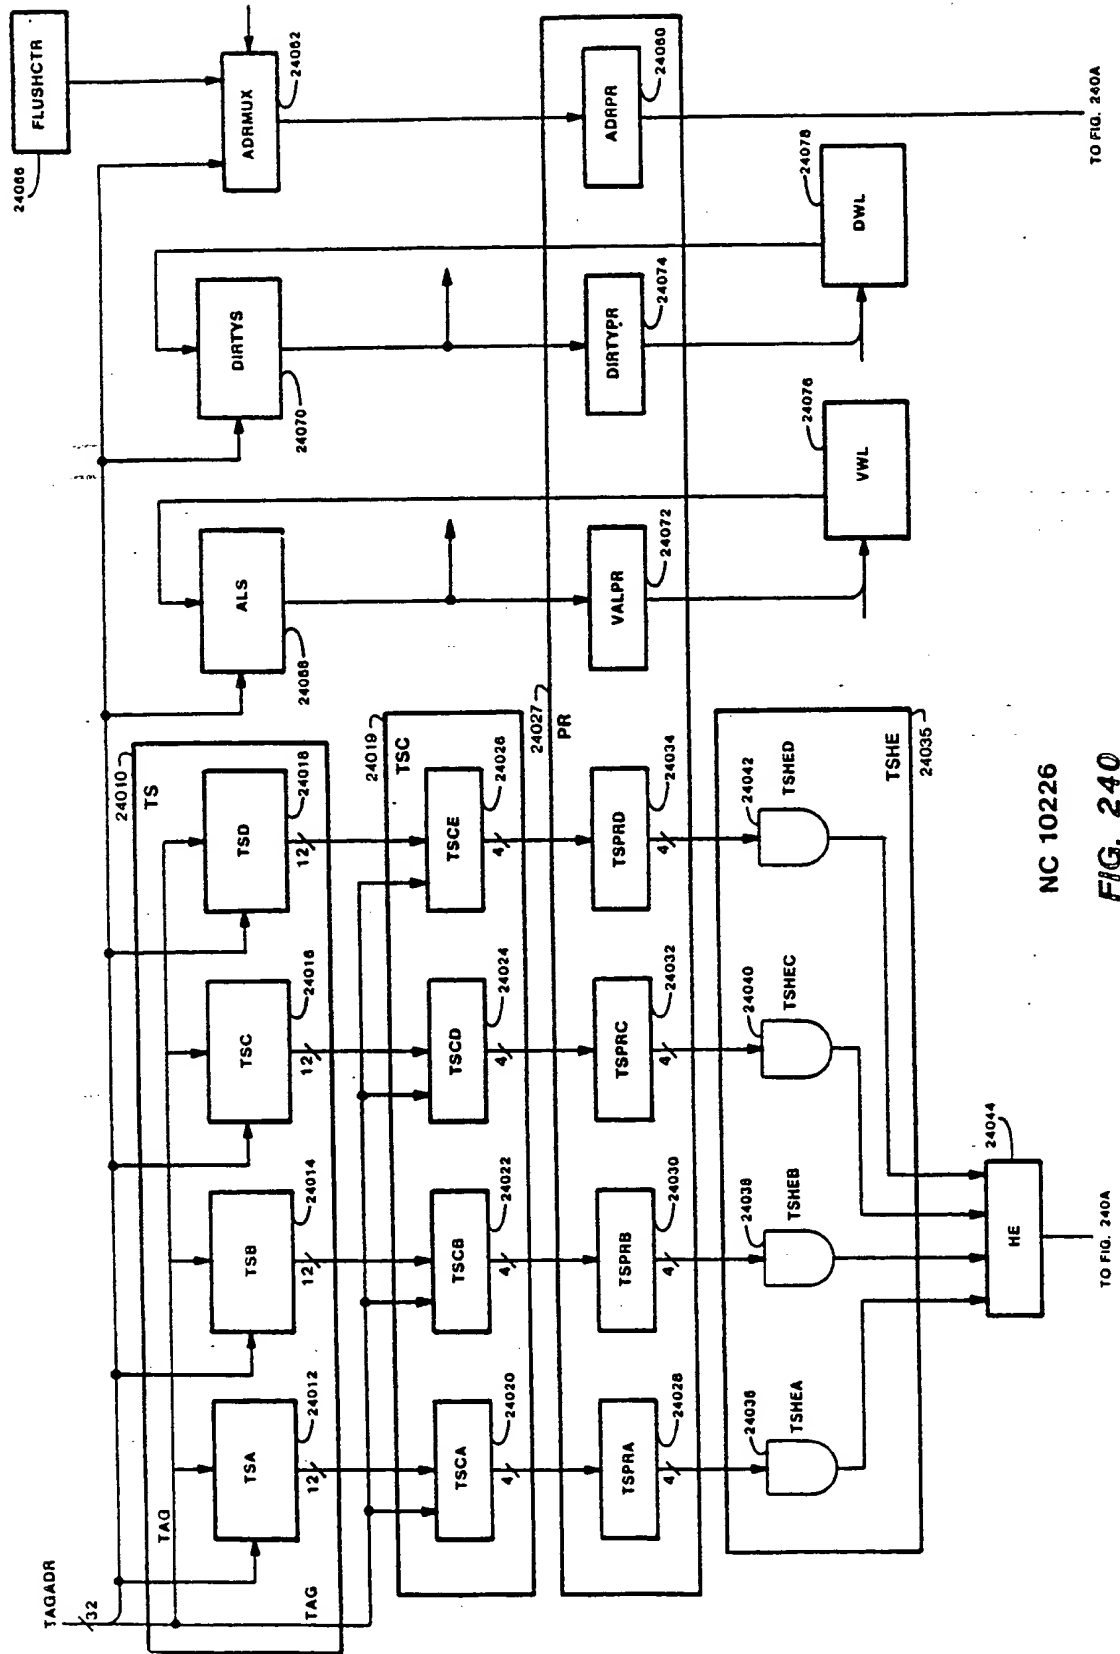 24066
FLUSHCTR
ADRMUX
24062
TAGADR
32
TAG
TAG
24010
TS
TSA
24012
12
TSB
24014
12
TSC
24016
12
TSD
24018
12
ALS
24068
DIRTYS
24070
24019
TSC
TSCA
24020
4
TSCB
24022
4
TSCD
24024
4
TSCE
24026
4
24027
PR
TSPRA
24028
4
TSPRB
24030
4
TSPRC
24032
4
TSPRD
24034
4
VALPR
24072
DIRTYPR
24074
ADRPR
24060
24036
TSHEA
24038
TSHEB
24040
TSHEC
24042
TSHED
TSHE
24035
VWL
24076
DWL
24078
HE
24044
TO FIG. 240A
TO FIG. 240A
NC 10226
FIG. 240